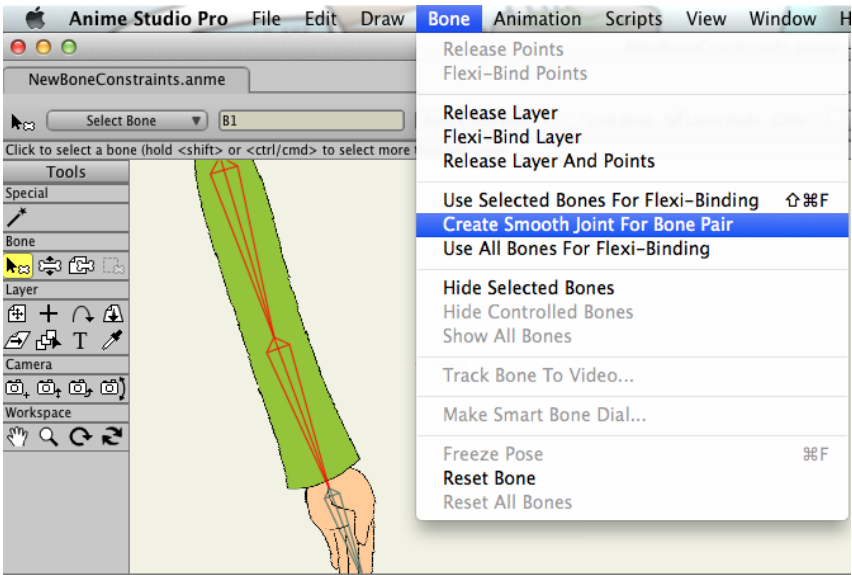 Anime Studio Pro File Edit Draw Bone Animation Scripts View Window H
NewBoneConstraints.anme
Select Bone B1
Click to select a bone (hold <shift> or <ctrl/cmd> to select more
Tools
Special
Bone
Layer
T
Camera
Workspace
Release Points
Flexi-Bind Points
Release Layer
Flexi-Bind Layer
Release Layer And Points
Use Selected Bones For Flexi-Binding ⇧⌘F
Create Smooth Joint For Bone Pair
Use All Bones For Flexi-Binding
Hide Selected Bones
Hide Controlled Bones
Show All Bones
Track Bone To Video...
Make Smart Bone Dial...
Freeze Pose ⌘F
Reset Bone
Reset All Bones